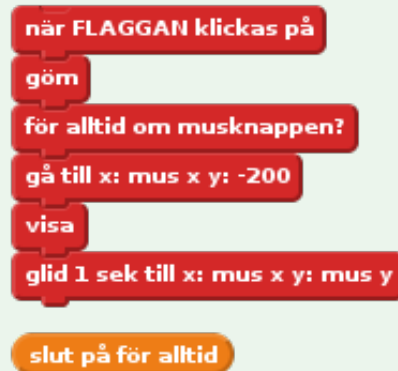 när FLAGGAN klickas på
göm
för alltid om musknappen?
gå till x: mus x y: -200
visa
glid 1 sek till x: mus x y: mus y
slut på för alltid